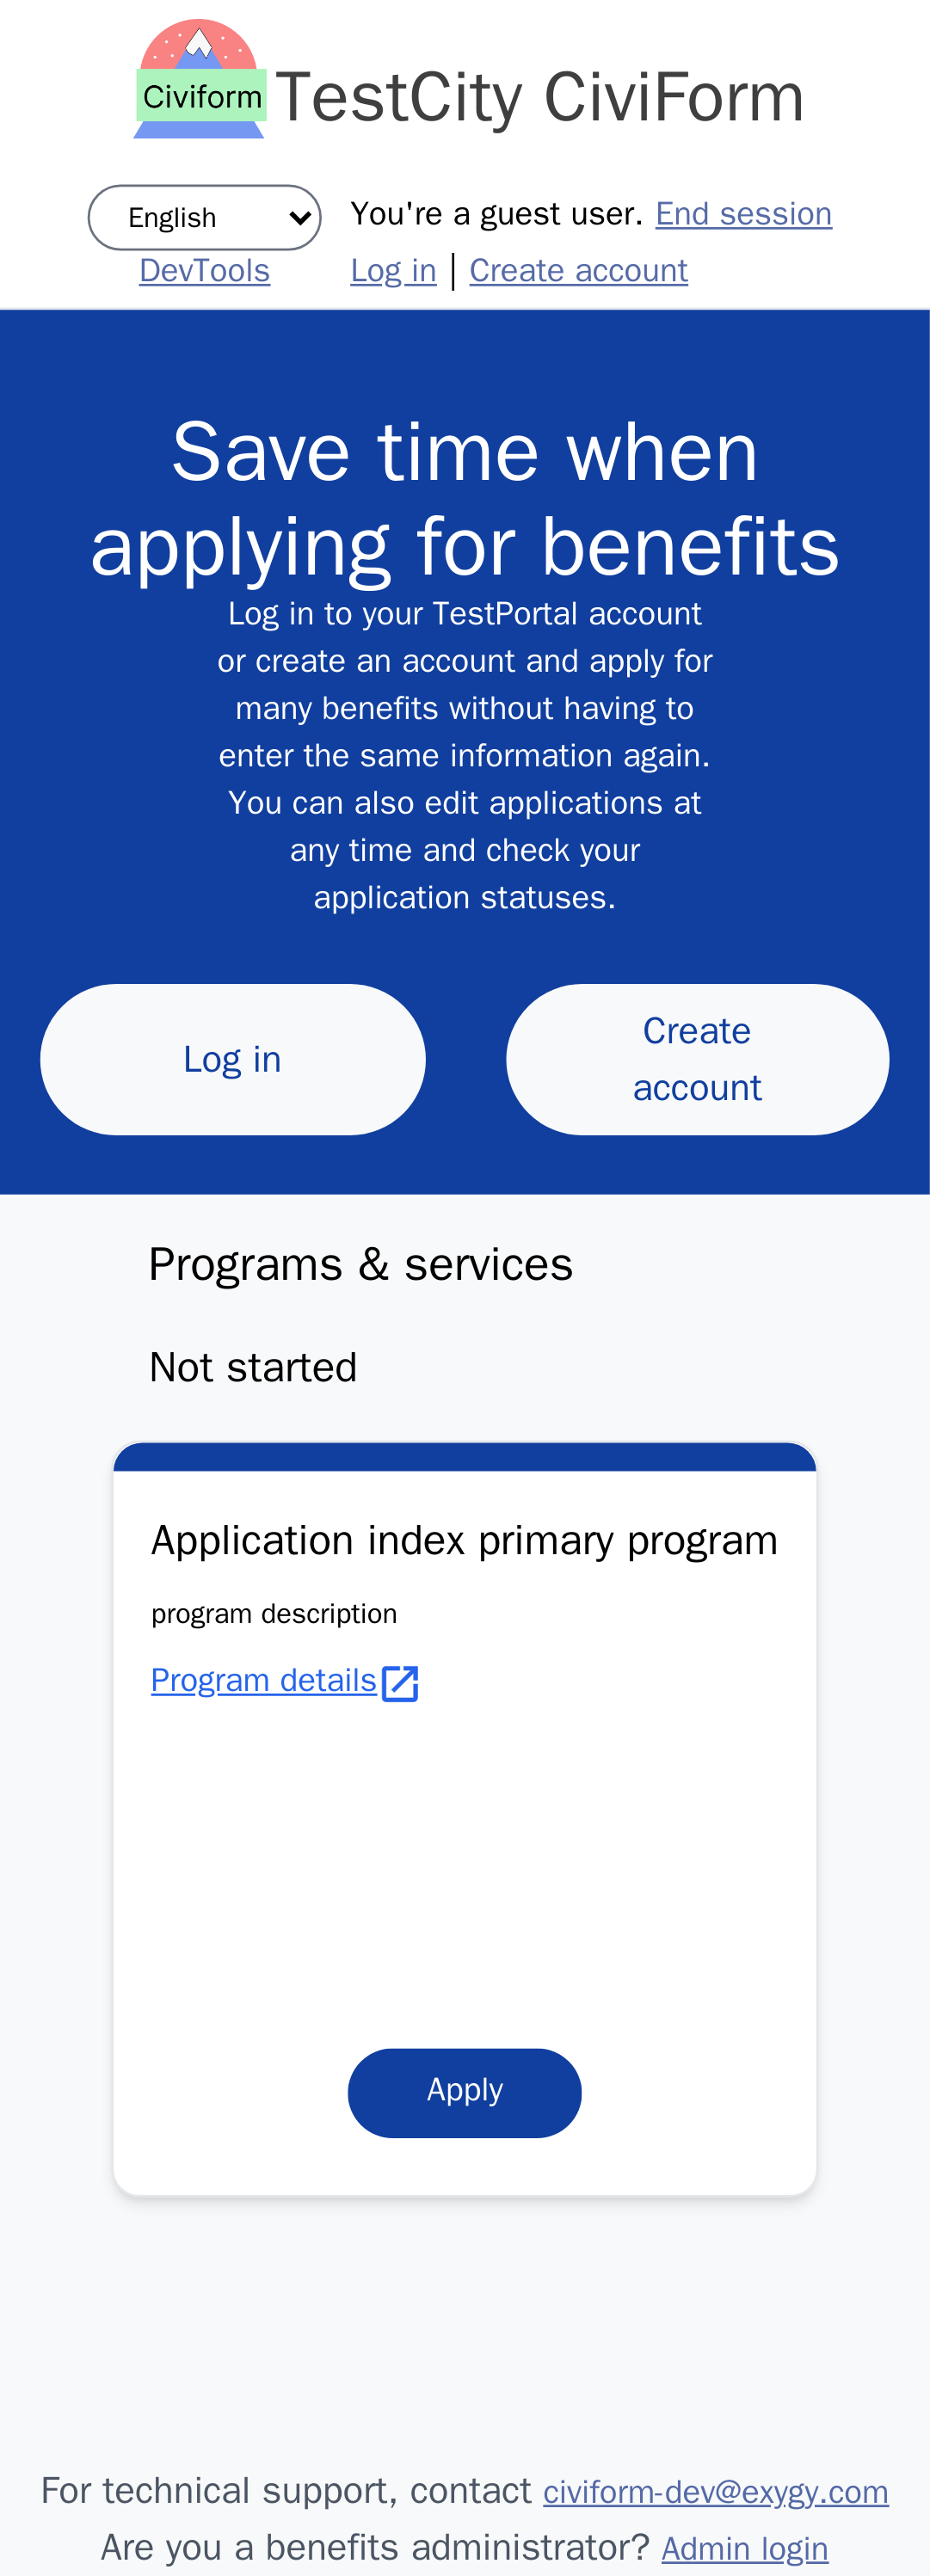 Civiform
TestCity CiviForm
English
You're a guest user. End session
DevTools
Log in | Create account
Save time when
applying for benefits
Log in to your TestPortal account
or create an account and apply for
many benefits without having to
enter the same information again.
You can also edit applications at
any time and check your
application statuses.
Log in
Create
account
Programs & services
Not started
Application index primary program
program description
Program details
Apply
For technical support, contact civiform-dev@exygy.com
Are you a benefits administrator? Admin login